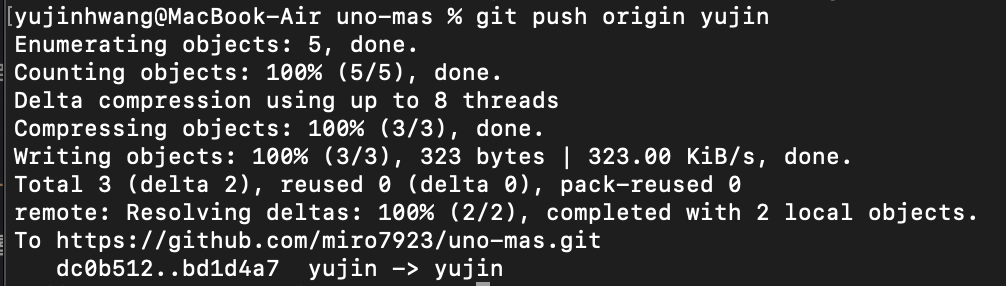 [yujinhwang@MacBook-Air uno-mas % git push origin yujin
Enumerating objects: 5, done.
Counting objects: 100% (5/5), done.
Delta compression using up to 8 threads
Compressing objects: 100% (3/3), done.
Writing objects: 100% (3/3), 323 bytes | 323.00 KiB/s, done.
Total 3 (delta 2), reused 0 (delta 0), pack-reused 0
remote: Resolving deltas: 100% (2/2), completed with 2 local objects.
To https://github.com/miro7923/uno-mas.git
   dc0b512..bd1d4a7  yujin -> yujin